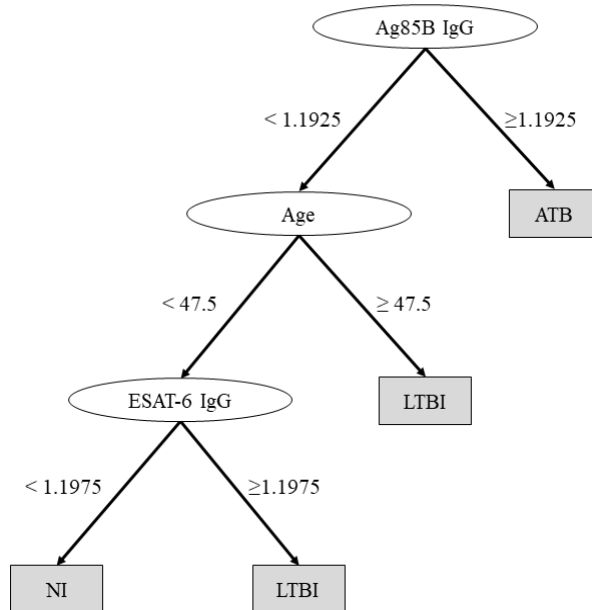 Ag85B IgG
< 1.1925
≥1.1925
Age
ATB
< 47.5
≥ 47.5
ESAT-6 IgG
LTBI
< 1.1975
≥1.1975
NI
LTBI